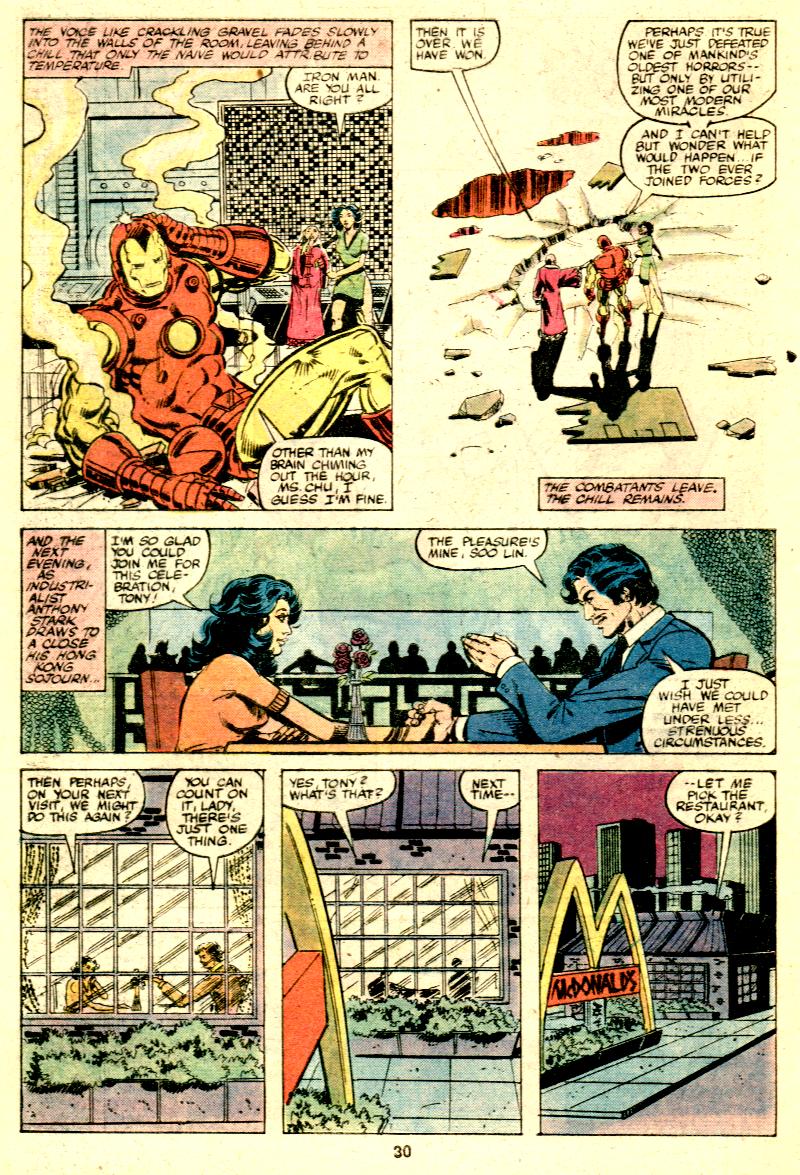 THE VOICE LIKE CRACKLING GRAVEL FADES SLOWLY
INTO THE WALLS OF THE ROOM, LEAVING BEHIND A
CHILL THAT ONLY THE NAIVE WOULD ATTRIBUTE TO
TEMPERATURE.
IRON MAN.
ARE YOU ALL
RIGHT?
OTHER THAN MY
BRAIN CHIMING
OUT THE HOUR,
MS. CHU, I
GUESS I'M FINE.
THEN IT IS
OVER. WE
HAVE WON.
PERHAPS IT'S TRUE
WE'VE JUST DEFEATED
ONE OF MANKIND'S
OLDEST HORRORS--
BUT ONLY BY UTILI-
ZING ONE OF OUR
MOST MODERN
MIRACLES.
AND I CAN'T HELP
BUT WONDER WHAT
WOULD HAPPEN...IF
THE TWO EVER
JOINED FORCES?
THE COMBATANTS LEAVE.
THE CHILL REMAINS.
AND THE
NEXT
EVENING,
AS
INDUSTRI-
ALIST
ANTHONY
STARK
DRAWS TO
A CLOSE
HIS HONG
KONG
SOJOURN...
I'M SO GLAD
YOU COULD
JOIN ME FOR
THIS CELE-
BRATION,
TONY!
THE PLEASURE'S
MINE, SOO LIN.
I JUST
WISH WE COULD
HAVE MET
UNDER LESS...
STRENUOUS
CIRCUMSTANCES.
THEN PERHAPS,
ON YOUR NEXT
VISIT, WE MIGHT
DO THIS AGAIN?
YOU CAN
COUNT ON
IT, LADY,
THERE'S
JUST ONE
THING.
YES, TONY?
WHAT'S THAT?
NEXT
TIME--
--LET ME
PICK THE
RESTAURANT,
OKAY?
McDONALD'S
30